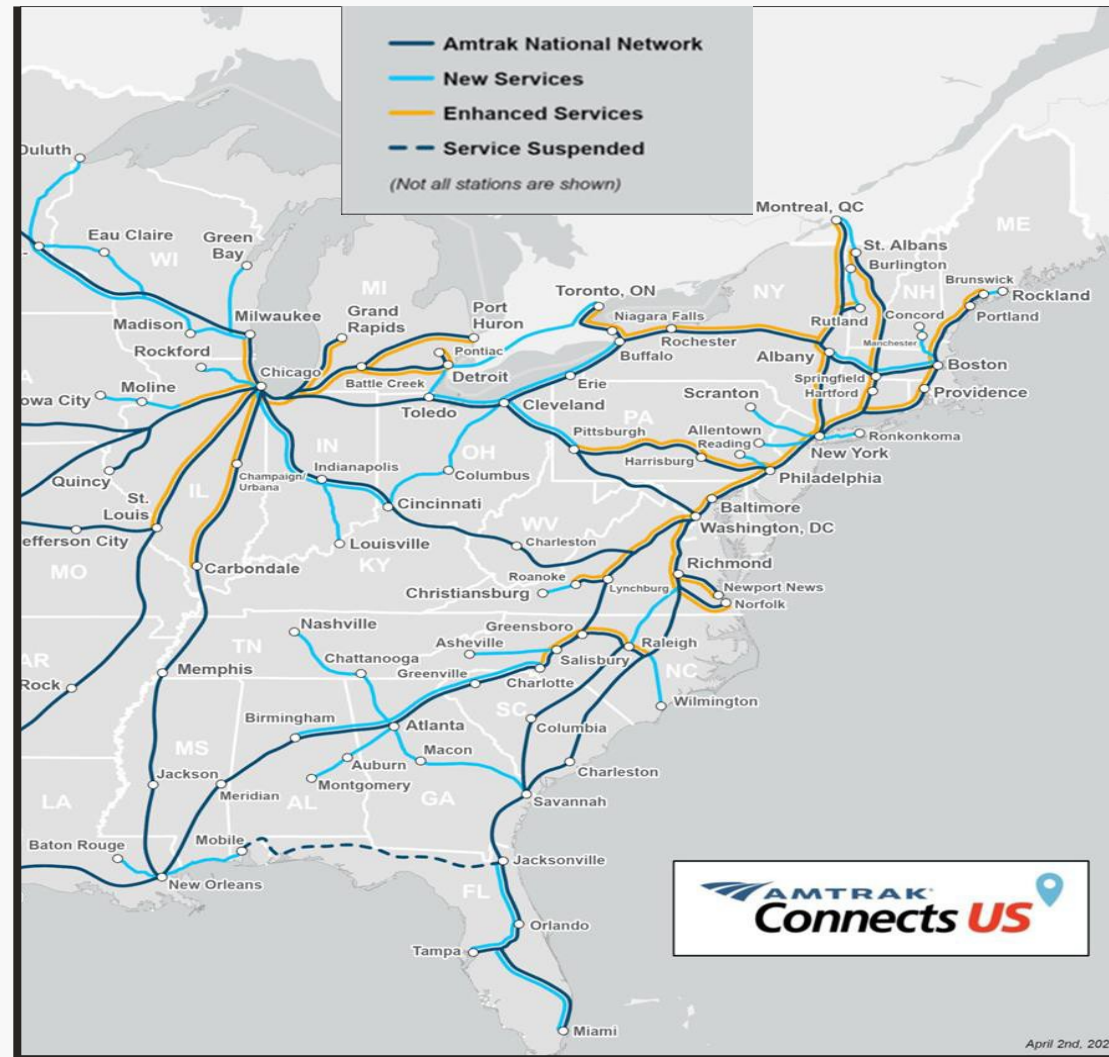 Amtrak National Network
New Services
Enhanced Services
Service Suspended
(Not all stations are shown)
Duluth
Eau Claire
Green
Bay
WI
Madison
Milwaukee
Rockford
Moline
Iowa City
Chicago
MI
Grand
Rapids
Port
Huron
Pontiac
Battle Creek
Detroit
Toledo
Toronto, ON
Niagara Falls
Buffalo
Rochester
Erie
Cleveland
NY
Montreal, QC
St. Albans
Burlington
ME
NH
Brunswick
Rockland
Portland
Concord
Manchester
Rutland
Albany
Springfield
Hartford
Boston
Providence
Scranton
Allentown
Reading
Ronkonkoma
New York
PA
Pittsburgh
Harrisburg
Philadelphia
Baltimore
Washington, DC
OH
Columbus
IN
Indianapolis
Cincinnati
Louisville
Quincy
IL
Champaign/
Urbana
St.
Louis
Jefferson City
MO
Carbondale
KY
WV
Charleston
Roanoke
Christiansburg
Lynchburg
Richmond
Newport News
Norfolk
Nashville
TN
Chattanooga
Asheville
Greensboro
Greenville
Salisbury
Charlotte
Raleigh
NC
Wilmington
AR
Rock
Memphis
Birmingham
Atlanta
SC
Columbia
Macon
Charleston
MS
Auburn
Montgomery
AL
GA
Jackson
Meridian
Savannah
LA
Baton Rouge
Mobile
New Orleans
Jacksonville
FL
Orlando
Tampa
Miami
AMTRAK
Connects US
April 2nd, 202